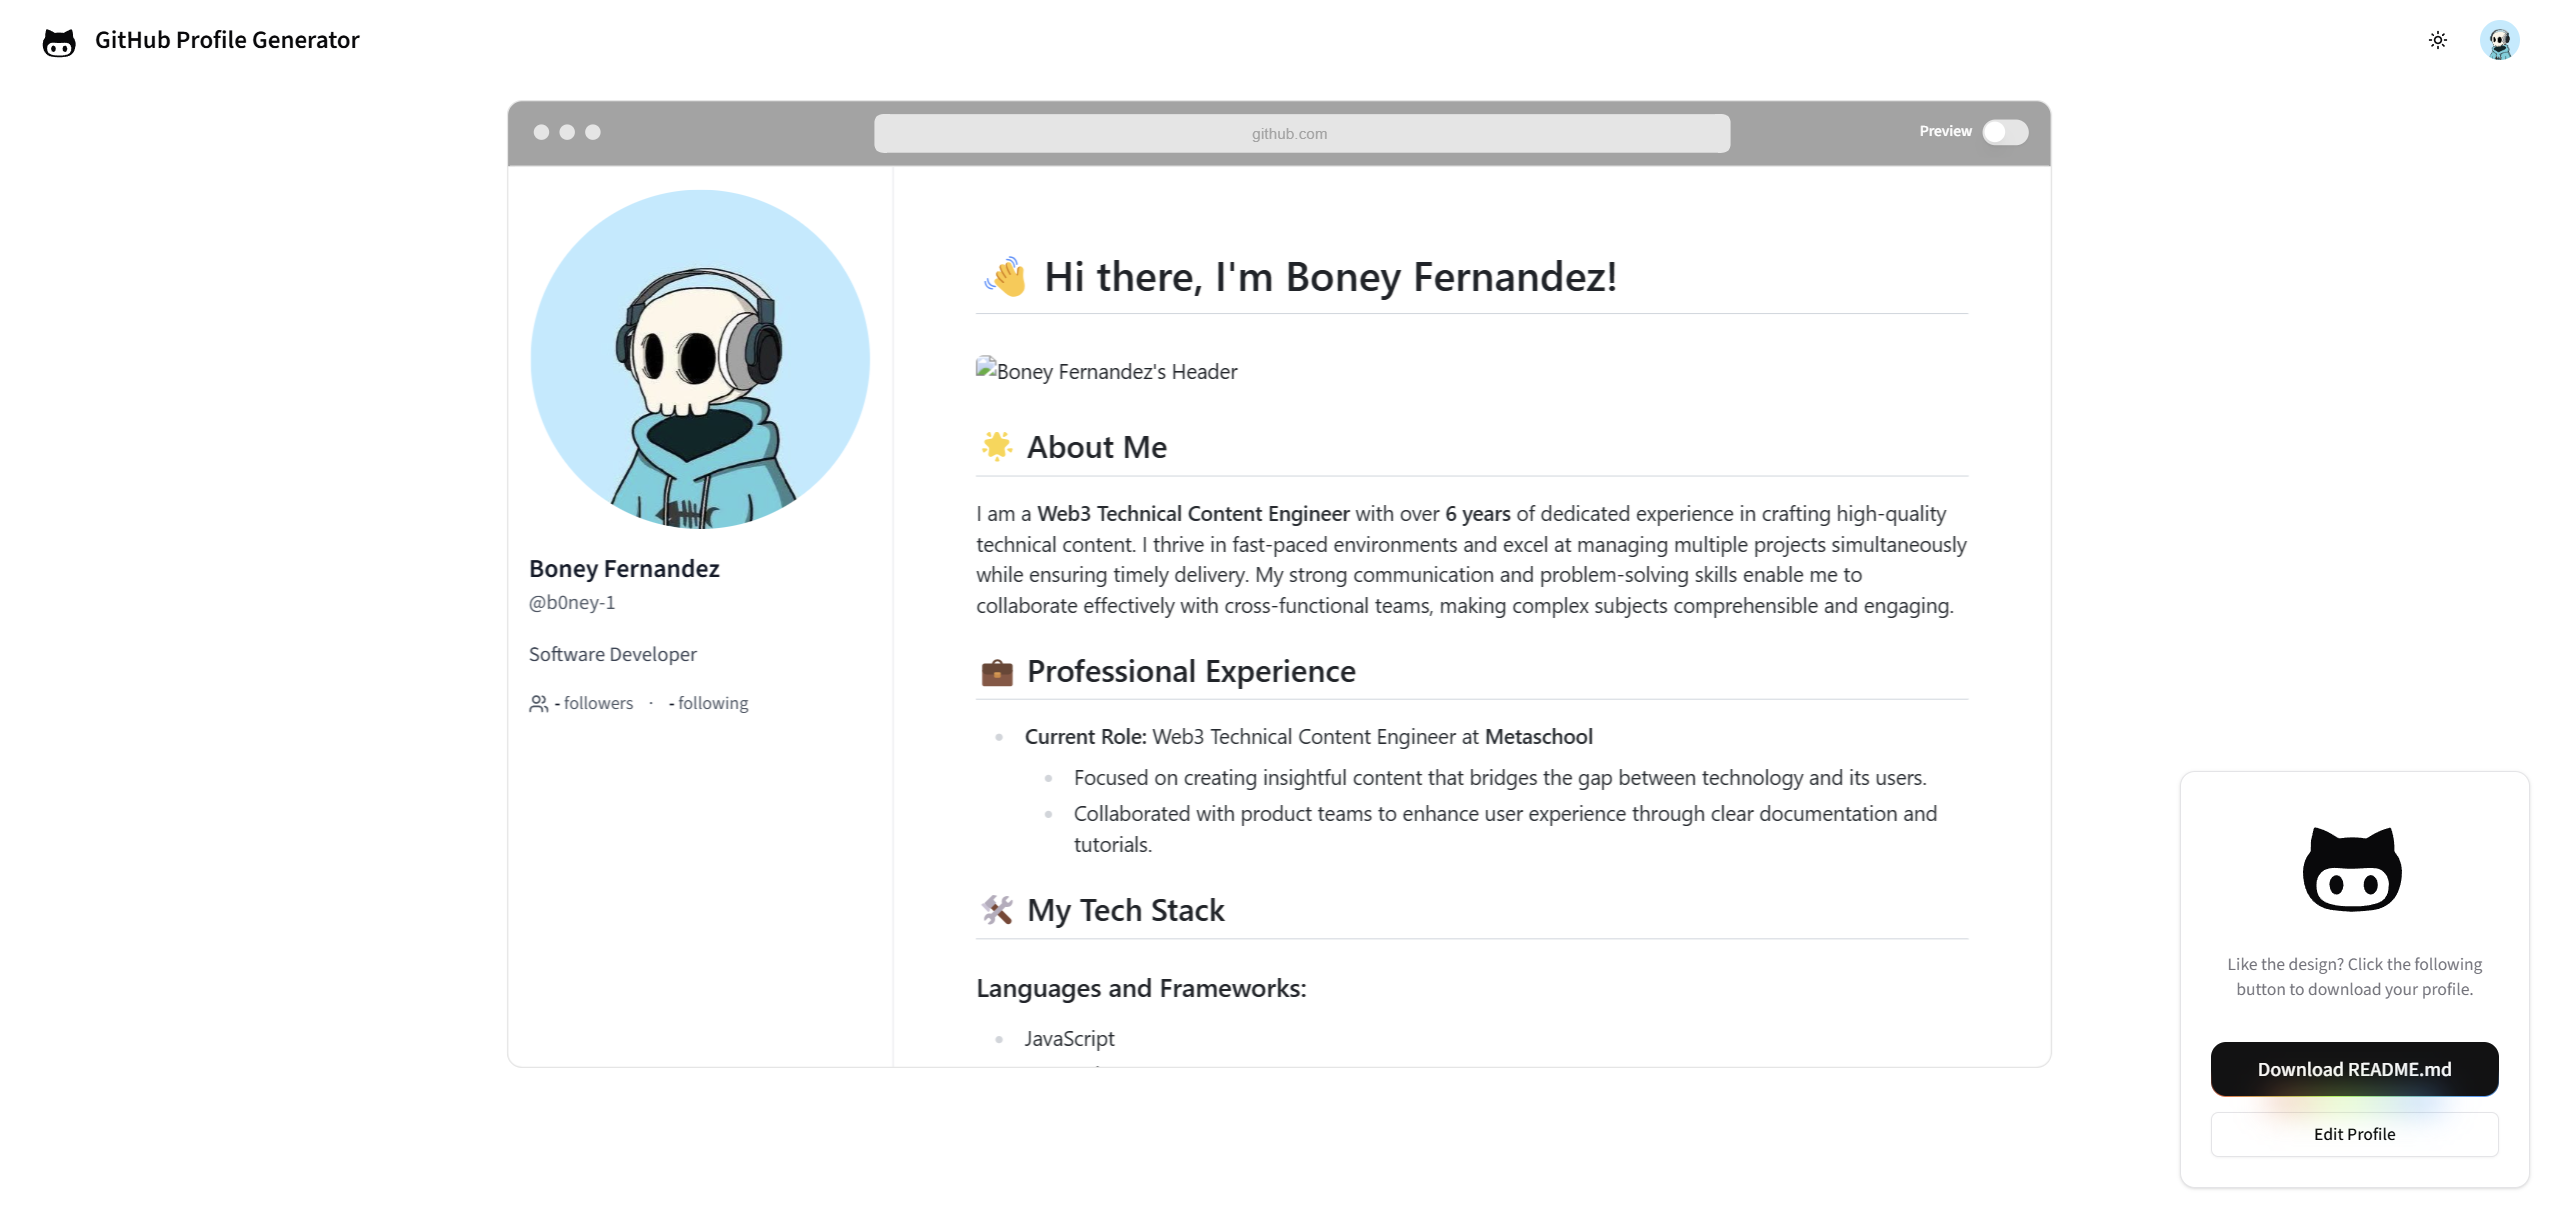 GitHub Profile Generator
github.com
Preview
Boney Fernandez
@b0ney-1
Software Developer
- followers · - following
👋 Hi there, I'm Boney Fernandez!
Boney Fernandez's Header
🌟 About Me
I am a Web3 Technical Content Engineer with over 6 years of dedicated experience in crafting high-quality
technical content. I thrive in fast-paced environments and excel at managing multiple projects simultaneously
while ensuring timely delivery. My strong communication and problem-solving skills enable me to
collaborate effectively with cross-functional teams, making complex subjects comprehensible and engaging.
💼 Professional Experience
Current Role: Web3 Technical Content Engineer at Metaschool
Focused on creating insightful content that bridges the gap between technology and its users.
Collaborated with product teams to enhance user experience through clear documentation and
tutorials.
🛠️ My Tech Stack
Languages and Frameworks:
JavaScript
Like the design? Click the following
button to download your profile.
Download README.md
Edit Profile